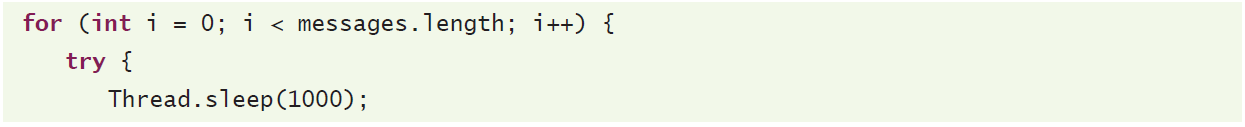 for (int i = 0; i < messages.length; i++) {
try {
Thread.sleep(1000);